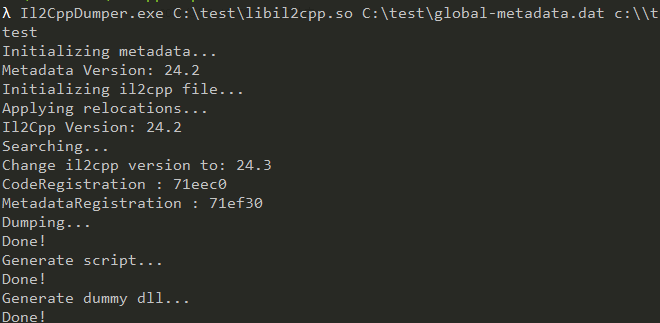 λ Il2CppDumper.exe C:\test\libil2cpp.so C:\test\global-metadata.dat c:\\t
test
Initializing metadata...
Metadata Version: 24.2
Initializing il2cpp file...
Applying relocations...
Il2Cpp Version: 24.2
Searching...
Change il2cpp version to: 24.3
CodeRegistration : 71eec0
MetadataRegistration : 71ef30
Dumping...
Done!
Generate script...
Done!
Generate dummy dll...
Done!